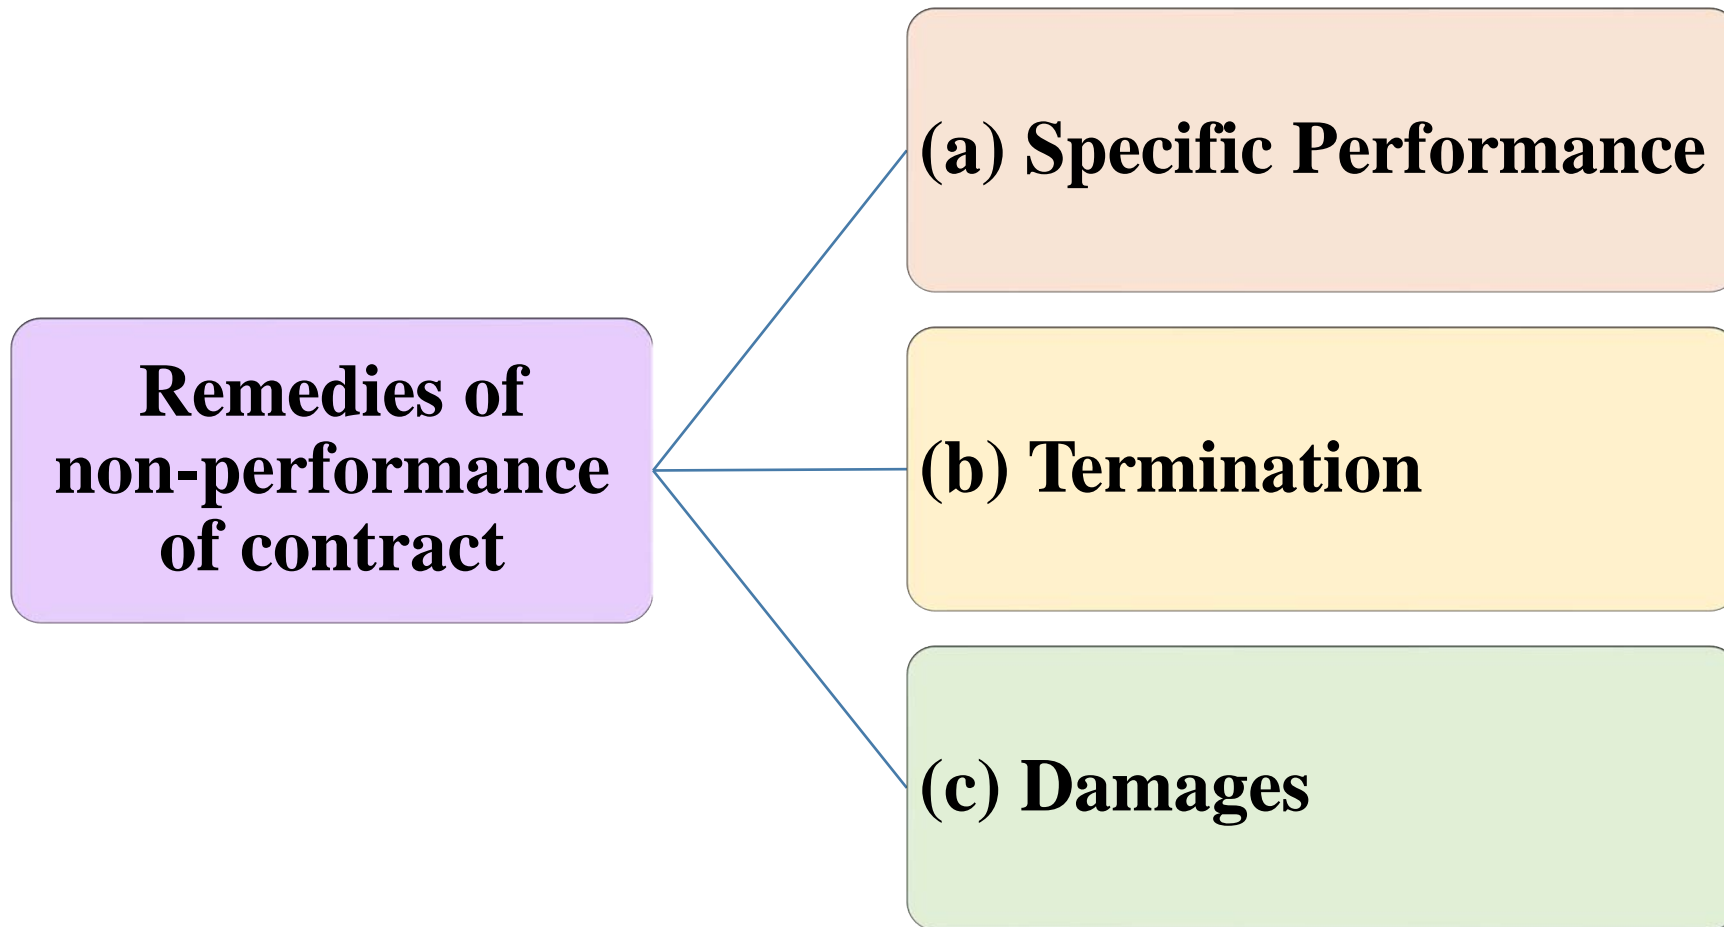 (a) Specific Performance
Remedies of
non-performance
of contract
(b) Termination
(c) Damages